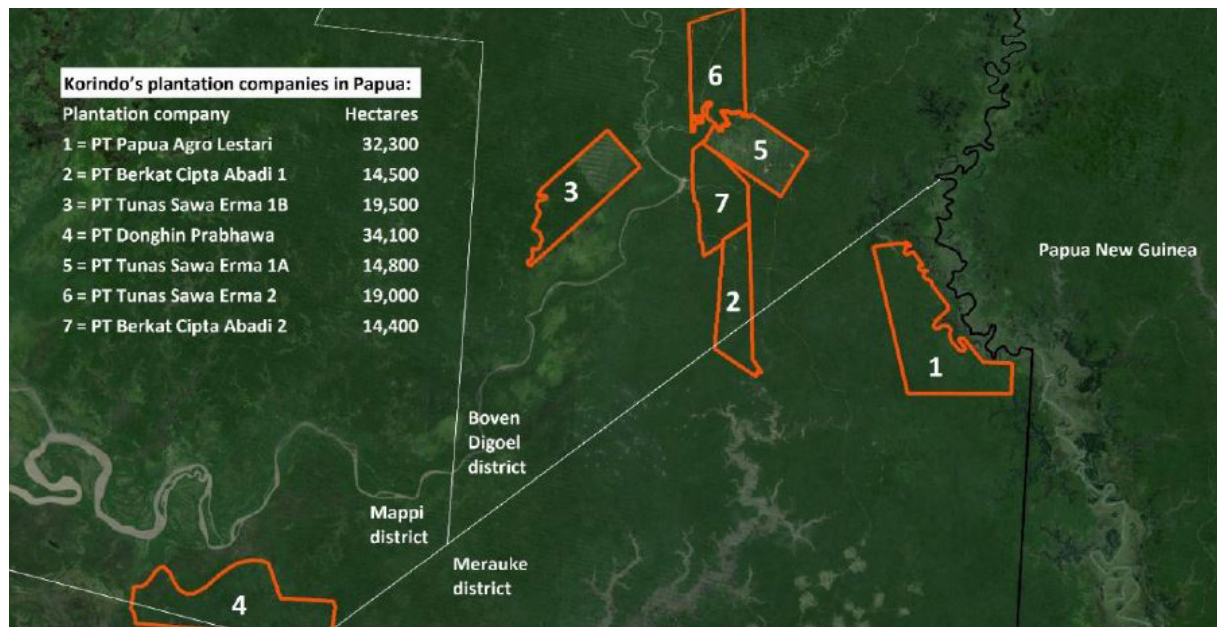 Korindo's plantation companies in Papua:
Plantation company Hectares
1 = PT Papua Agro Lestari 32,300
2 = PT Berkat Cipta Abadi 1 14,500
3 = PT Tunas Sawa Erma 1B 19,500
4 = PT Donghin Prabhawa 34,100
5 = PT Tunas Sawa Erma 1A 14,800
6 = PT Tunas Sawa Erma 2 19,000
7 = PT Berkat Cipta Abadi 2 14,400
6
5
3
7
Papua New Guinea
2
1
Boven
Digoel
district
Mappi
district
Merauke
district
4